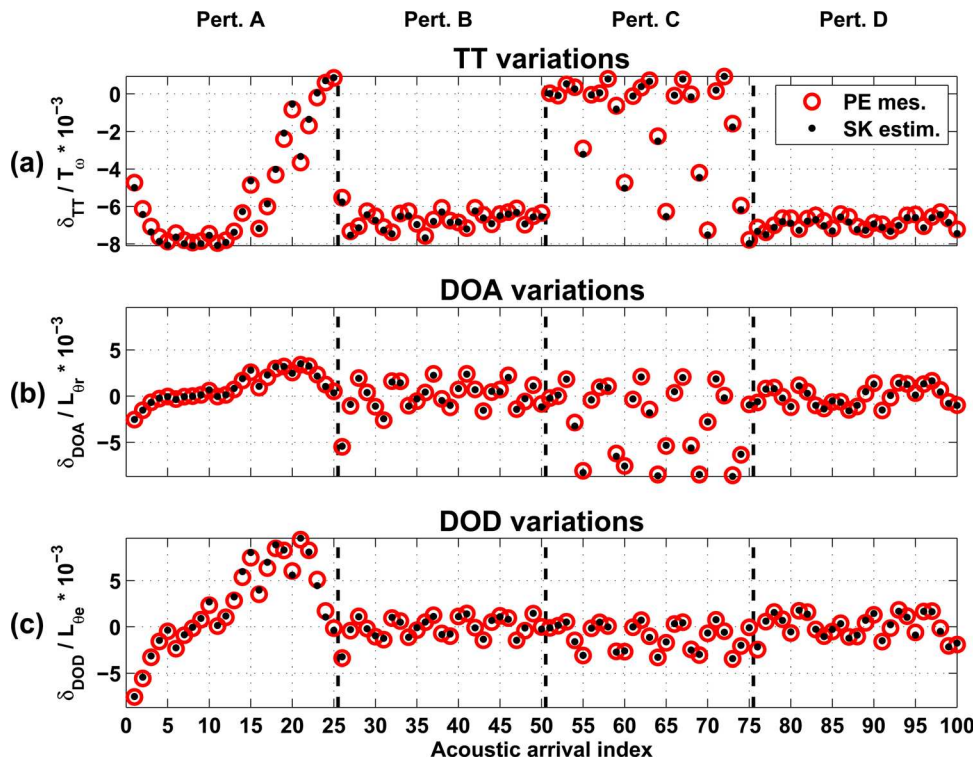 Pert. A Pert. B Pert. C Pert. D
TT variations
(a)
δTT / Tω * 10−3
0
−2
−4
−6
−8
PE mes.
SK estim.
DOA variations
(b)
δDOA / Lθr * 10−3
5
0
−5
DOD variations
(c)
δDOD / Lθe * 10−3
5
0
−5
0 5 10 15 20 25 31 35 40 45 50 55 60 65 70 75 80 85 90 95 100
Acoustic arrival index